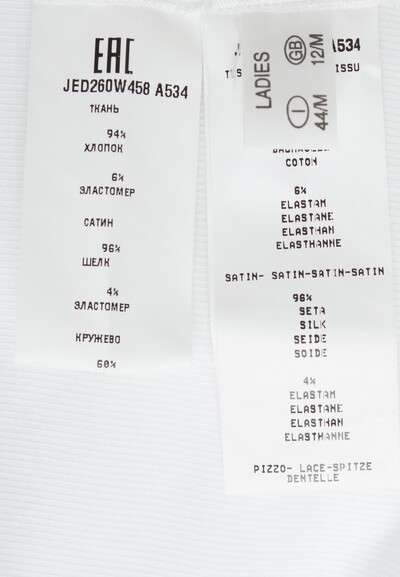 EAC
JED260W458 A534
ТКАНЬ
94%
ХЛОПОК
6%
ЭЛАСТОМЕР
САТИН
96%
ШЕЛК
4%
ЭЛАСТОМЕР
КРУЖЕВО
60%
LADIES
GB 12/M
I 44/M
A534
COTON
6%
ELASTAM
ELASTANE
ELASTHAN
ELASTHANNE
SATIN- SATIN-SATIN-SATIN
96%
SETA
SILK
SEIDE
SOIDE
4%
ELASTAM
ELASTANE
ELASTHAN
ELASTHANNE
PIZZO- LACE-SPITZE
DENTELLE